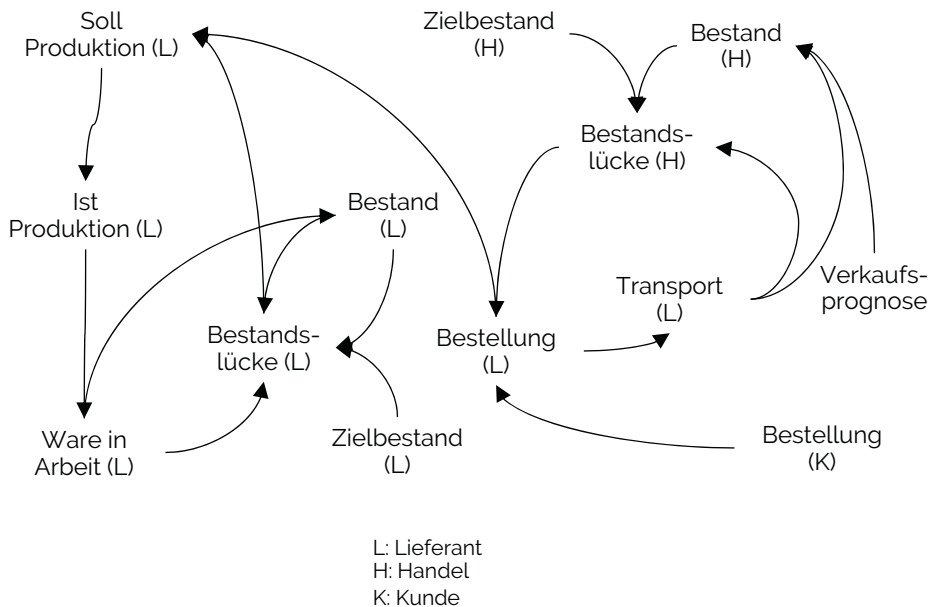 Soll
Produktion (L)
Zielbestand
(H)
Bestand
(H)
Bestands-
lücke (H)
Ist
Produktion (L)
Bestand
(L)
Transport
(L)
Verkaufs-
prognose
Bestands-
lücke (L)
Bestellung
(L)
Ware in
Arbeit (L)
Zielbestand
(L)
Bestellung
(K)
L: Lieferant
H: Handel
K: Kunde